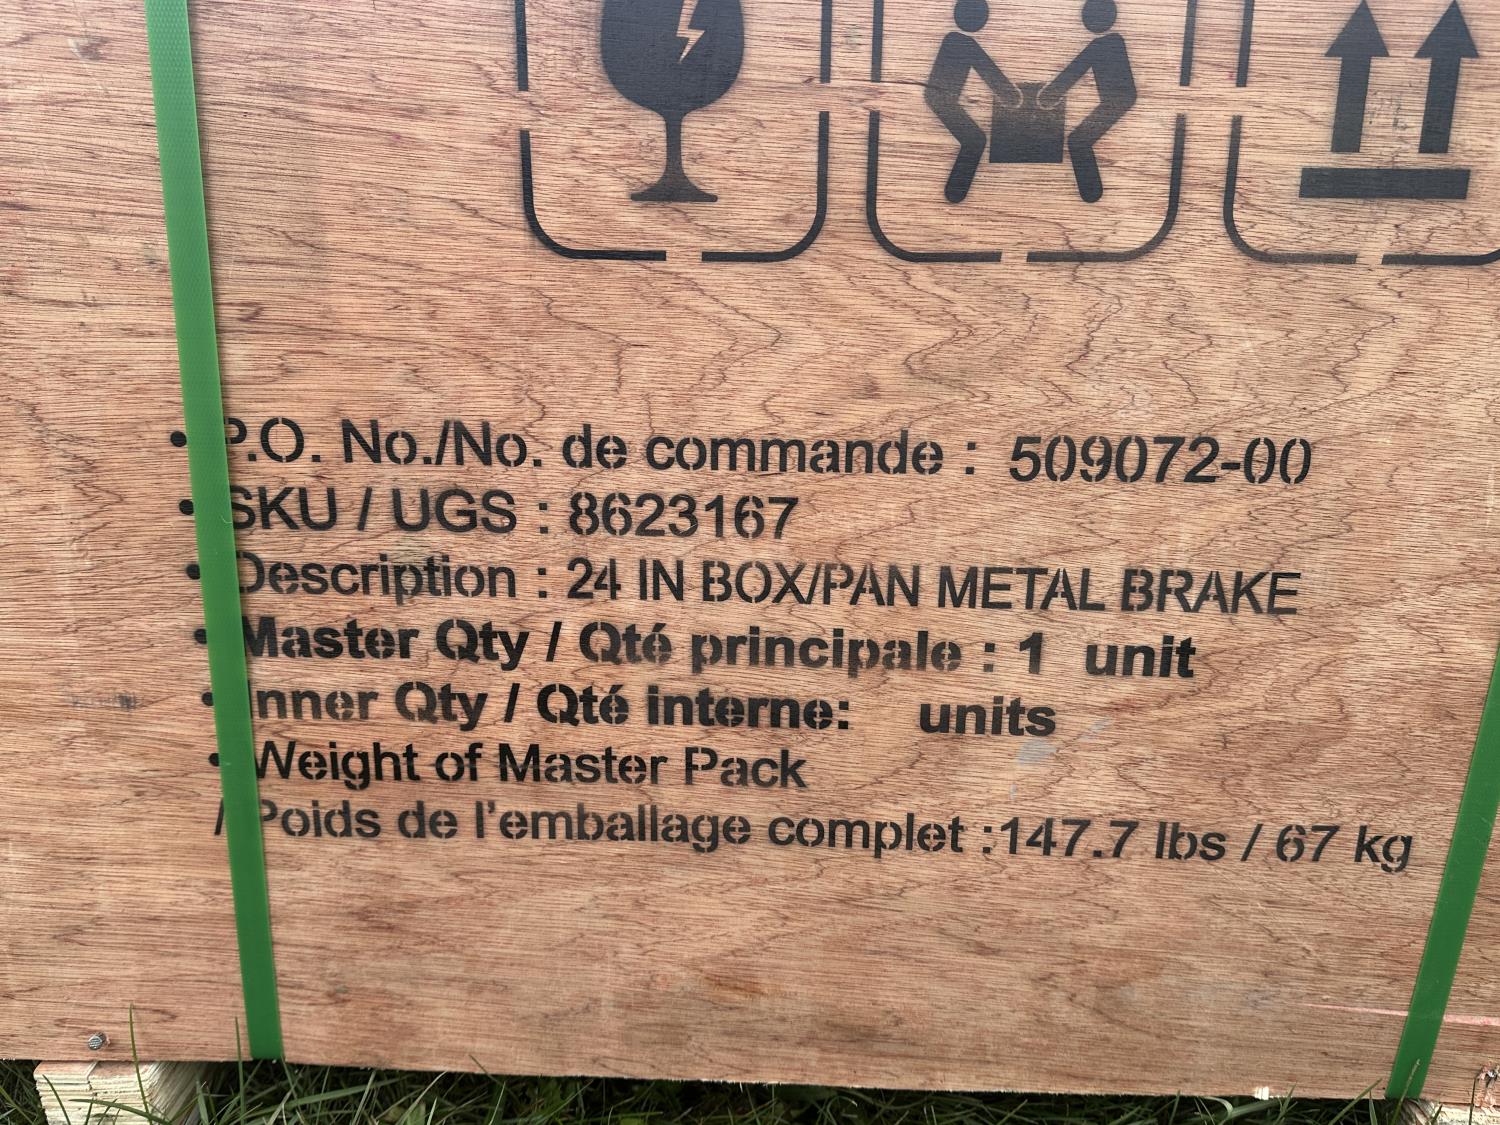 • P.O. No./No. de commande : 509072-00
• SKU / UGS : 8623167
• Description : 24 IN BOX/PAN METAL BRAKE
• Master Qty / Qté principale : 1 unit
• Inner Qty / Qté interne: units
• Weight of Master Pack
/ Poids de l'emballage complet :147.7 lbs / 67 kg